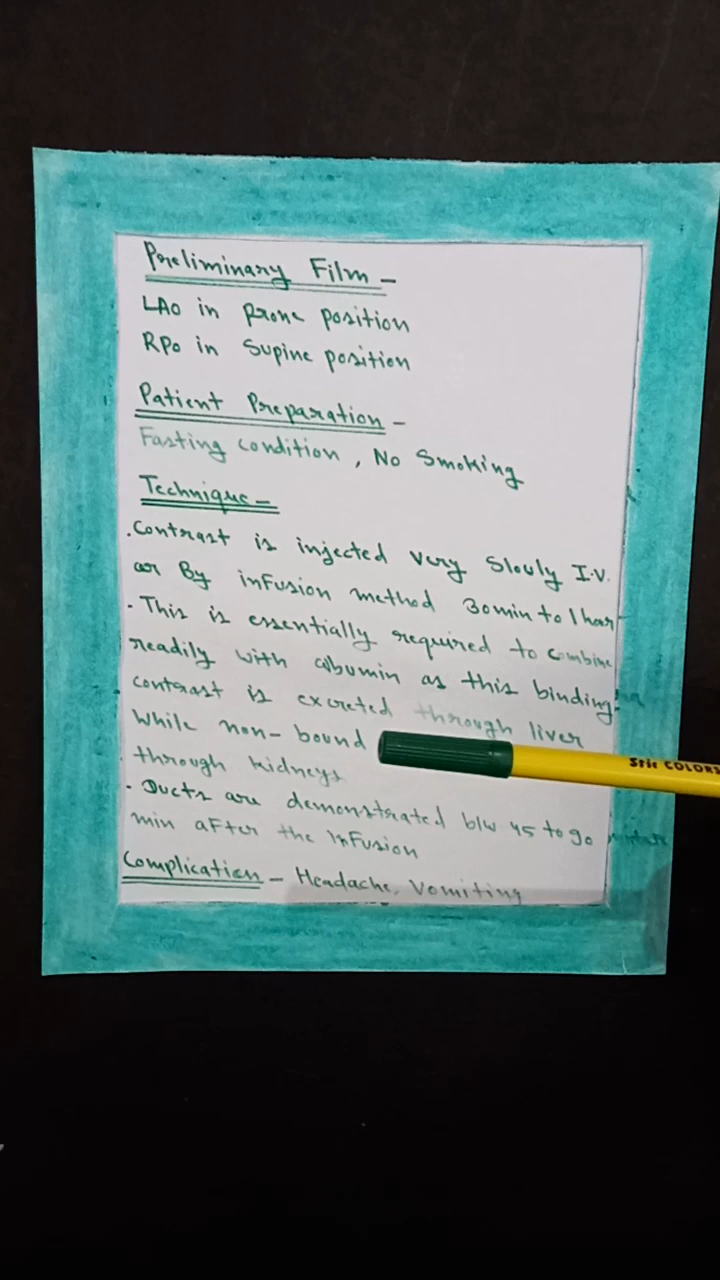 Preliminary Film -
LAO in prone position
RPO in Supine position
Patient Preparation -
Fasting condition, No Smoking
Technique -
. Contrast is injected very slowly I.V.
or By infusion method 30min to 1 hour
. This is essentially required to combine
readily with albumin as this binding
contrast is excreted through liver
while non-bound
through kidneys
. Ducts are demonstrated b/w 45 to 90
min after the infusion
Complication - Headache, Vomiting
Stic COLORS